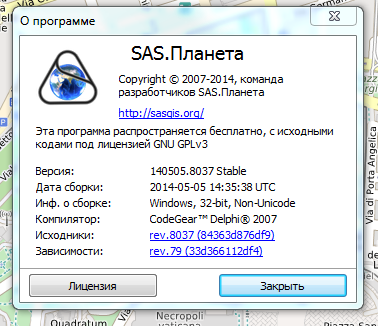 О программе
SAS.Планета
Copyright © 2007-2014, команда
разработчиков SAS.Планета
http://sasgis.org/
Эта программа распространяется бесплатно, с исходными
кодами под лицензией GNU GPLv3
Версия: 140505.8037 Stable
Дата сборки: 2014-05-05 14:35:38 UTC
Инф. о сборке: Windows, 32-bit, Non-Unicode
Компилятор: CodeGear™ Delphi® 2007
Исходники: rev.8037 (84363d876df9)
Зависимости: rev.79 (33d366112df4)
Лицензия
Закрыть
Via di Porta Angelica
Quadratum
Necropoli
vaticana
Piazza